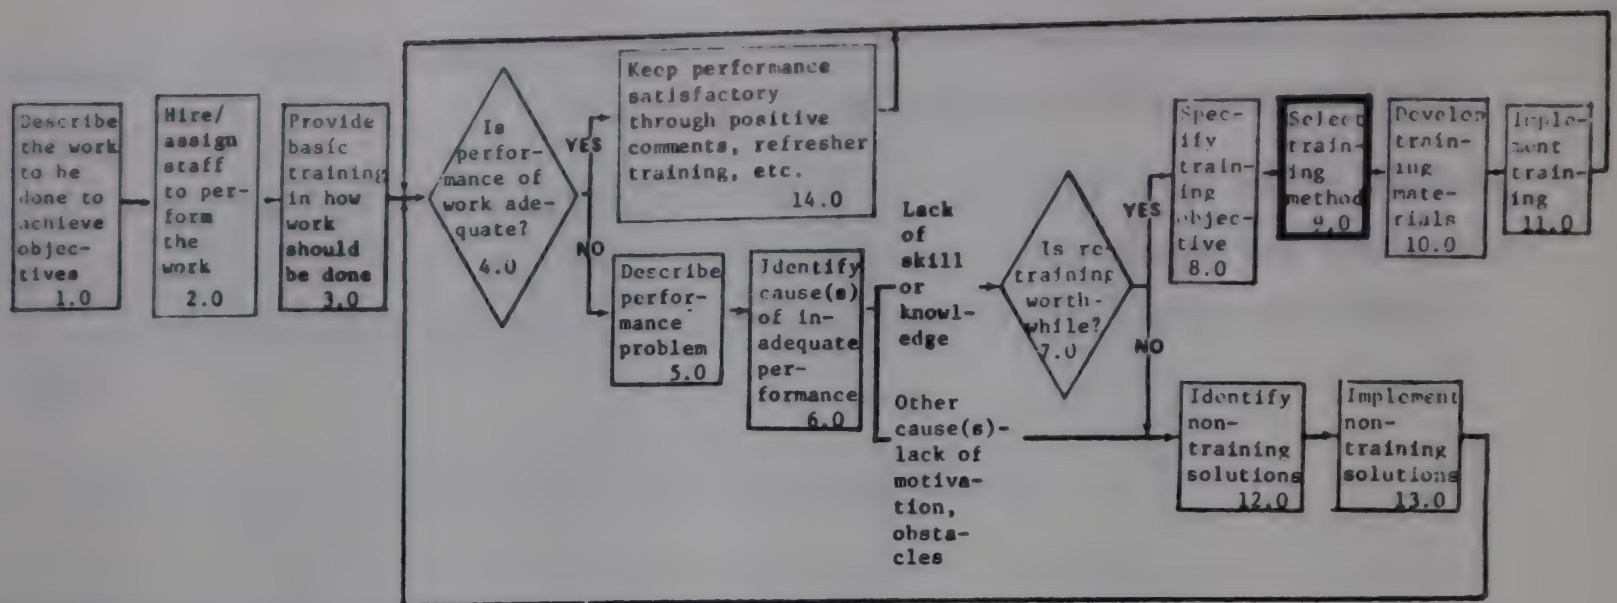 Describe
the work
to be
done to
achieve
objec-
tives
1.0
Hire/
assign
staff
to per-
form
the
work
2.0
Provide
basic
training
in how
work
should
be done
3.0
Is
perfor-
mance of
work ade-
quate?
4.0
YES
NO
Keep performance
satisfactory
through positive
comments, refresher
training, etc.
14.0
Describe
perfor-
mance
problem
5.0
Identify
cause(s)
of in-
adequate
per-
formance
6.0
Lack
of
skill
or
knowl-
edge
Other
cause(s)-
lack of
motiva-
tion,
obsta-
cles
Is re
training
worth-
while?
7.0
YES
NO
Spec-
ify
train-
ing
objec-
tive
8.0
Select
train-
ing
method
9.0
Develop
train-
ing
mate-
rials
10.0
Imple-
ment
train-
ing
11.0
Identify
non-
training
solutions
12.0
Implement
non-
training
solutions
13.0